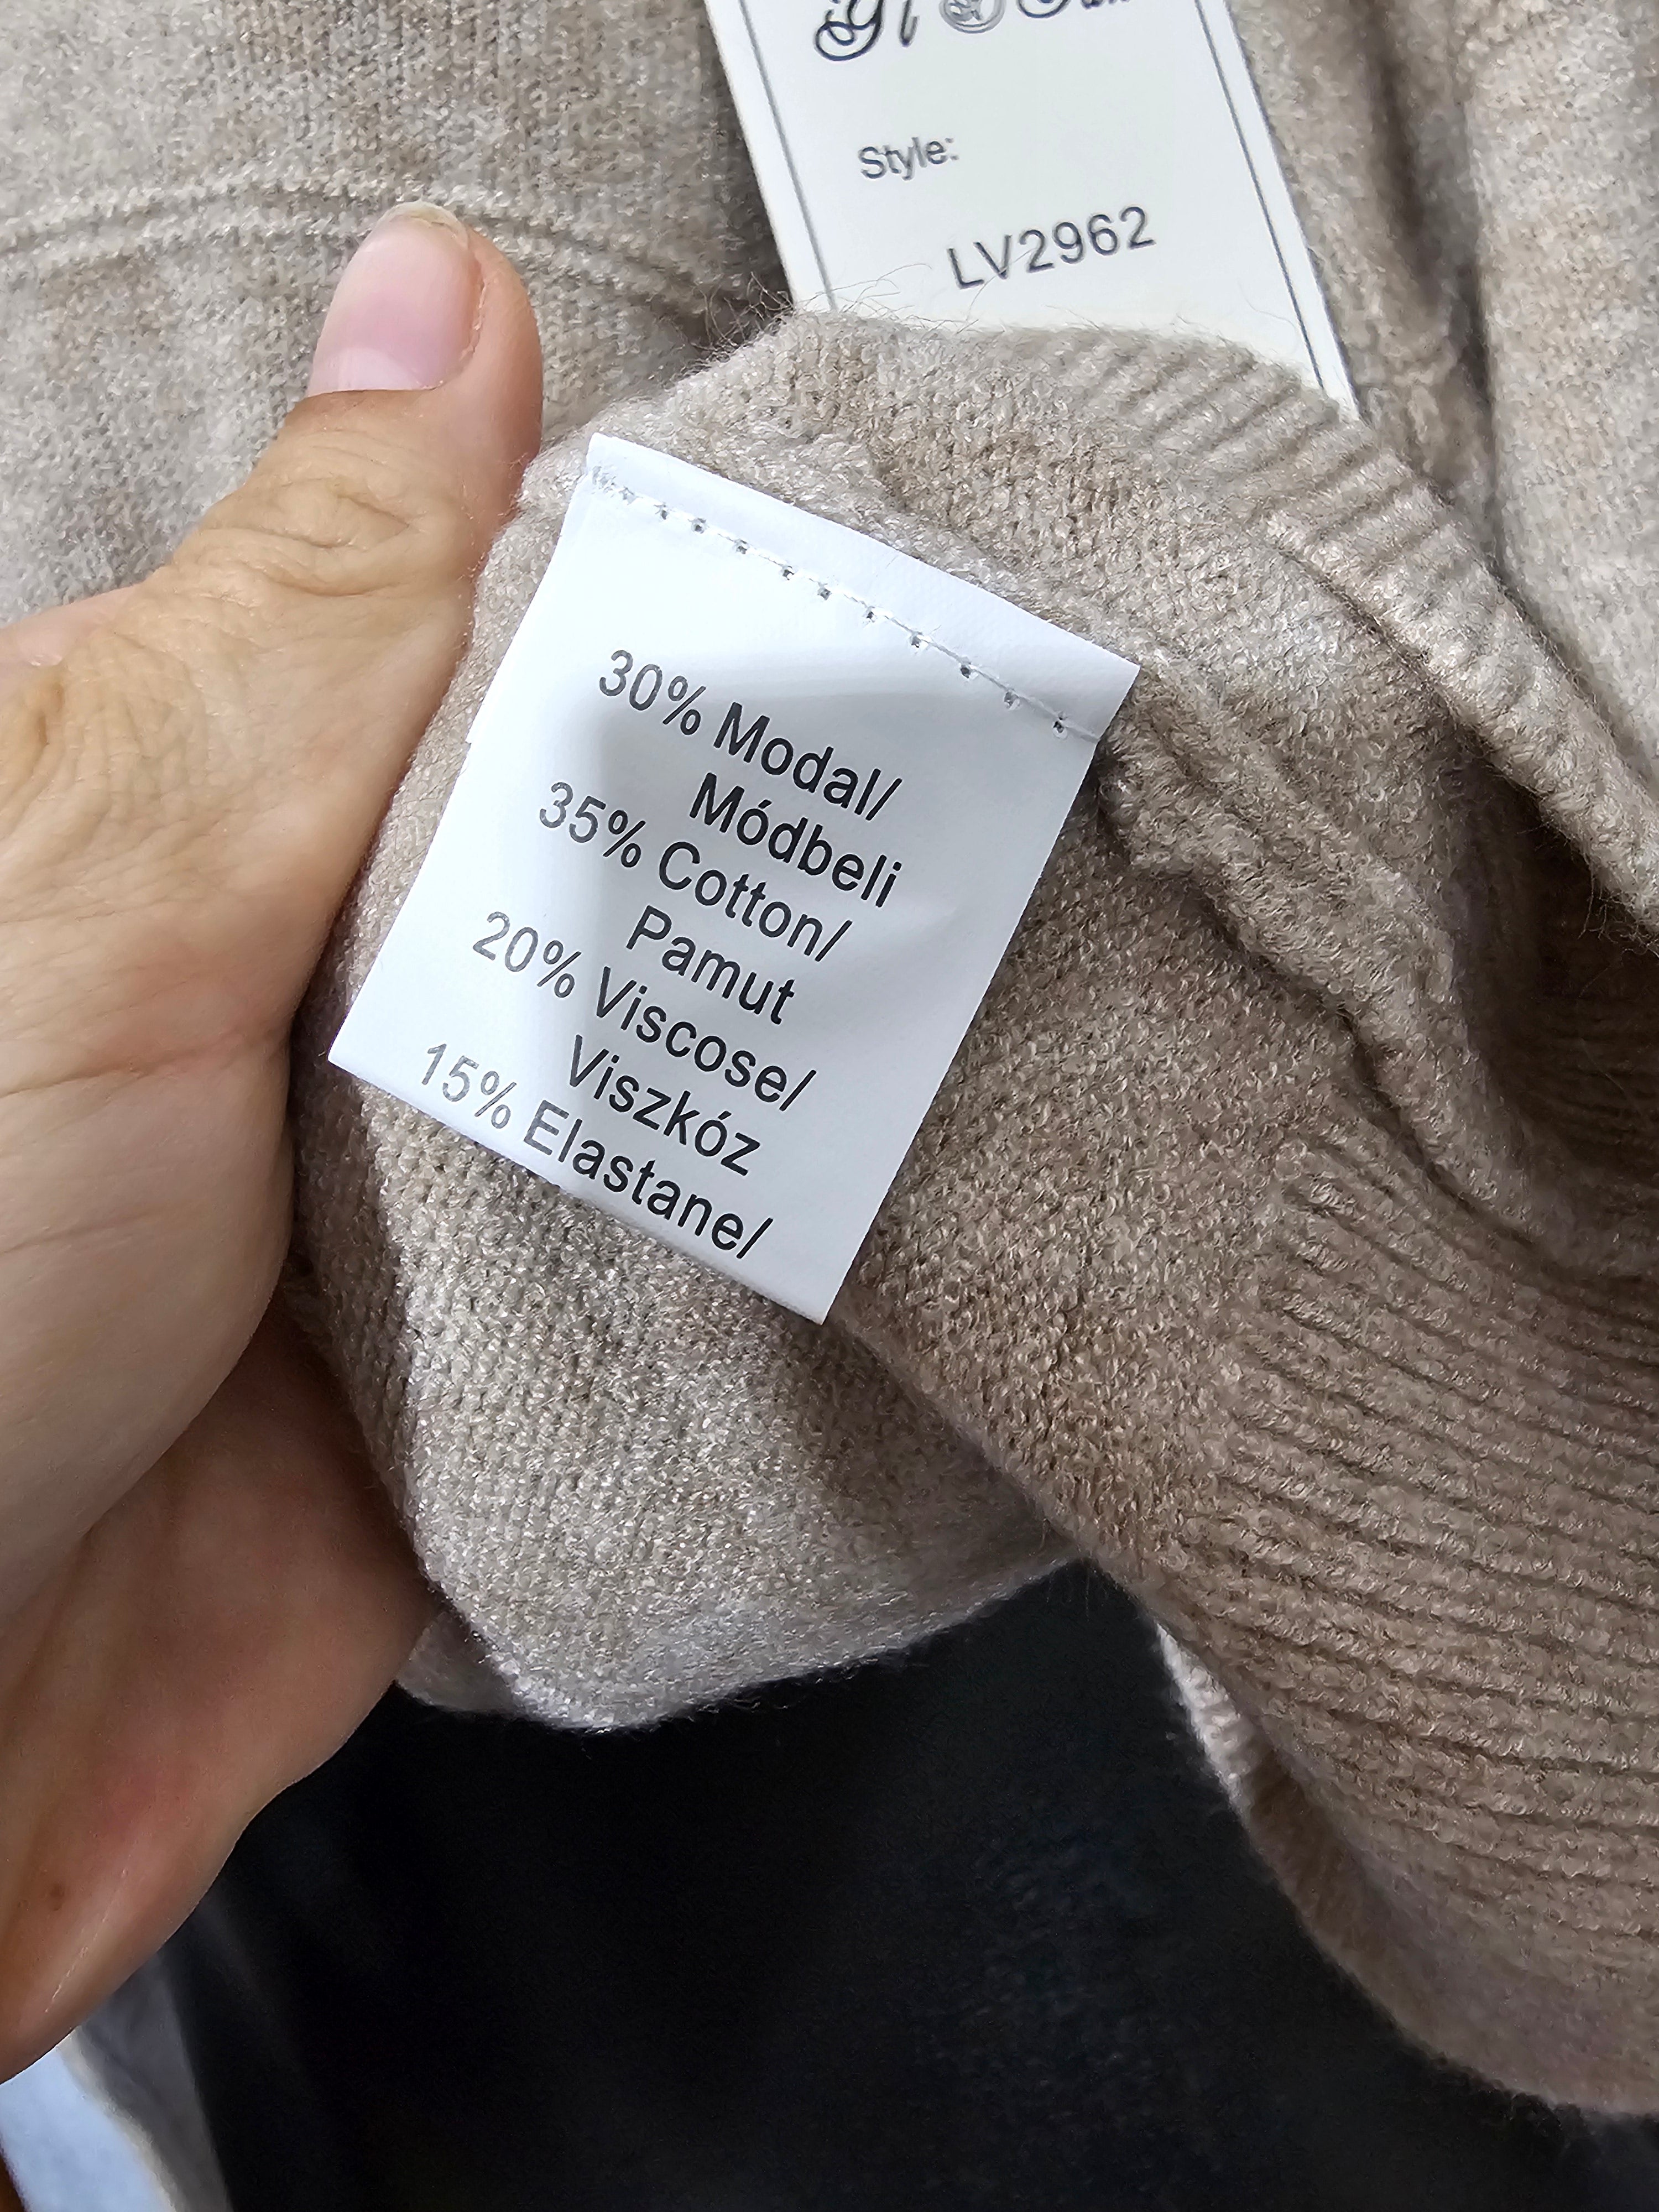 Style:
LV2962
30% Modal/
Módbeli
35% Cotton/
Pamut
20% Viscose/
Viszkóz
15% Elastane/